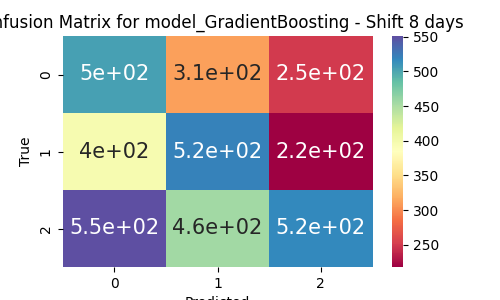 nfusion Matrix for model_GradientBoosting - Shift 8 days
0 5e+02 3.1e+02 2.5e+02
1 4e+02 5.2e+02 2.2e+02
2 5.5e+02 4.6e+02 5.2e+02
0 1 2
Predicted
True
550
500
450
400
350
300
250